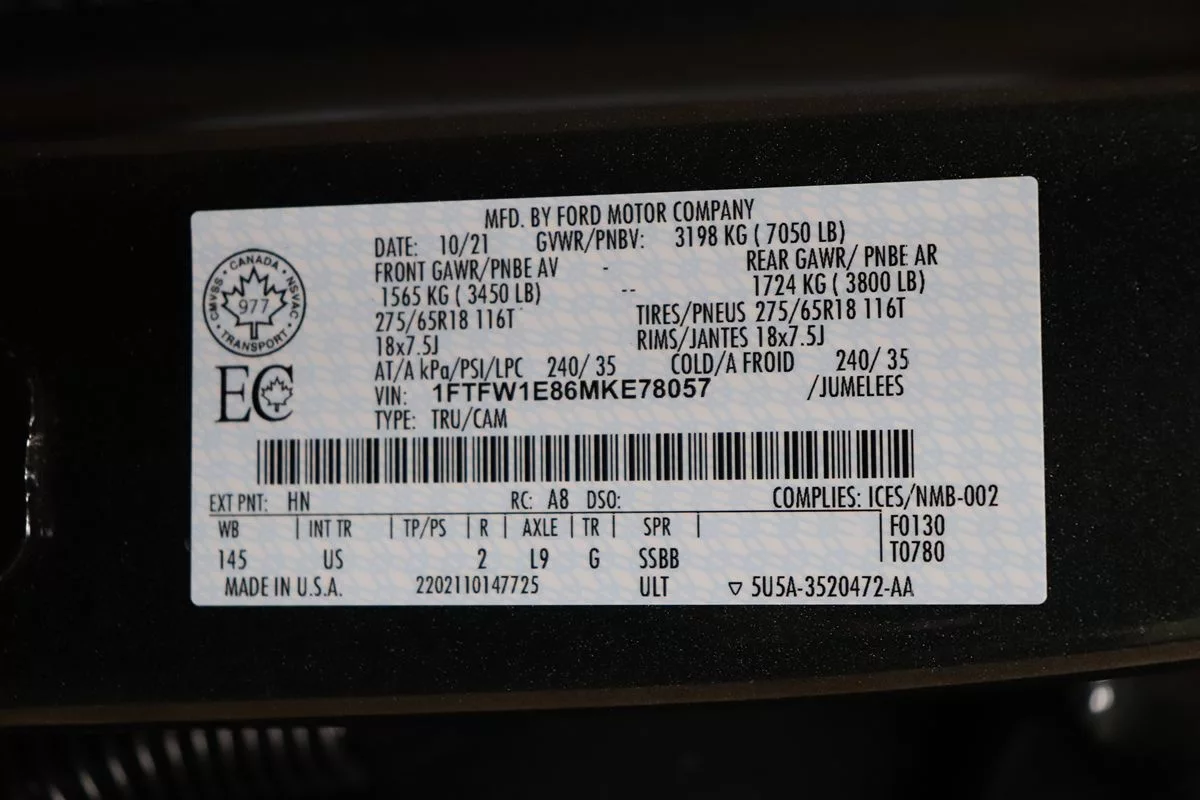 MFD. BY FORD MOTOR COMPANY
DATE: 10/21 GVWR/PNBV: 3198 KG ( 7050 LB)
FRONT GAWR/PNBE AV - REAR GAWR/ PNBE AR
1565 KG ( 3450 LB) -- 1724 KG ( 3800 LB)
275/65R18 116T TIRES/PNEUS 275/65R18 116T
18x7.5J RIMS/JANTES 18x7.5J
AT/A kPa/PSI/LPC 240/ 35 COLD/A FROID 240/ 35
VIN: 1FTFW1E86MKE78057 /JUMELEES
TYPE: TRU/CAM
CANADA
CMVSS 977 NSVAC
TRANSPORT
EC
EXT PNT: HN RC: A8 DSO: COMPLIES: ICES/NMB-002
WB | INT TR | TP/PS | R | AXLE | TR | SPR | F0130
145 US 2 L9 G SSBB T0780
MADE IN U.S.A. 2202110147725 ULT ▽ 5U5A-3520472-AA